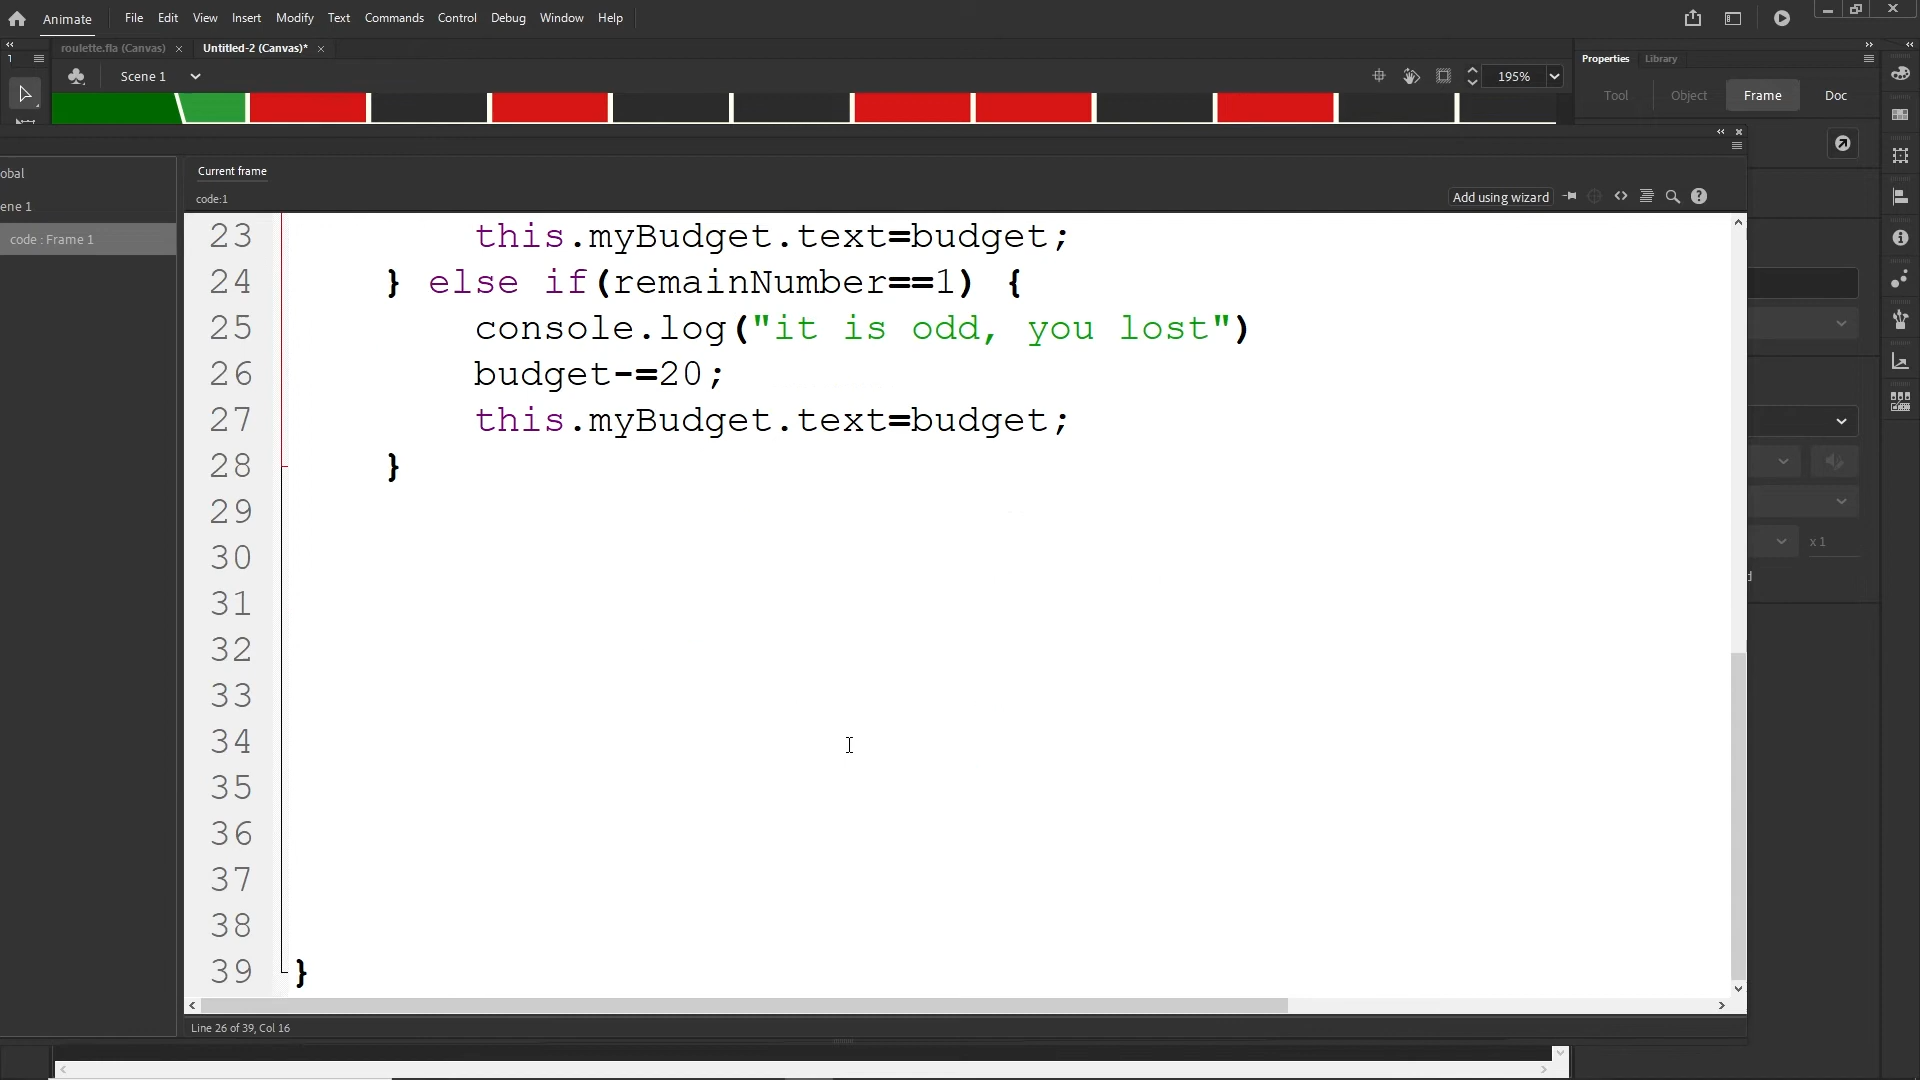 Animate File Edit View Insert Modify Text Commands Control Debug Window Help
roulette.fla (Canvas) × Untitled-2 (Canvas)* ×
Properties Library
Scene 1
195%
Tool Object Frame Doc
obal
Current frame
code:1
Add using wizard
ene 1
code : Frame 1
23 this.myBudget.text=budget;
24 } else if(remainNumber==1) {
25 console.log("it is odd, you lost")
26 budget-=20;
27 this.myBudget.text=budget;
28 }
29
30
31
32
33
34
35
36
37
38
39 }
x 1
d
Line 26 of 39, Col 16